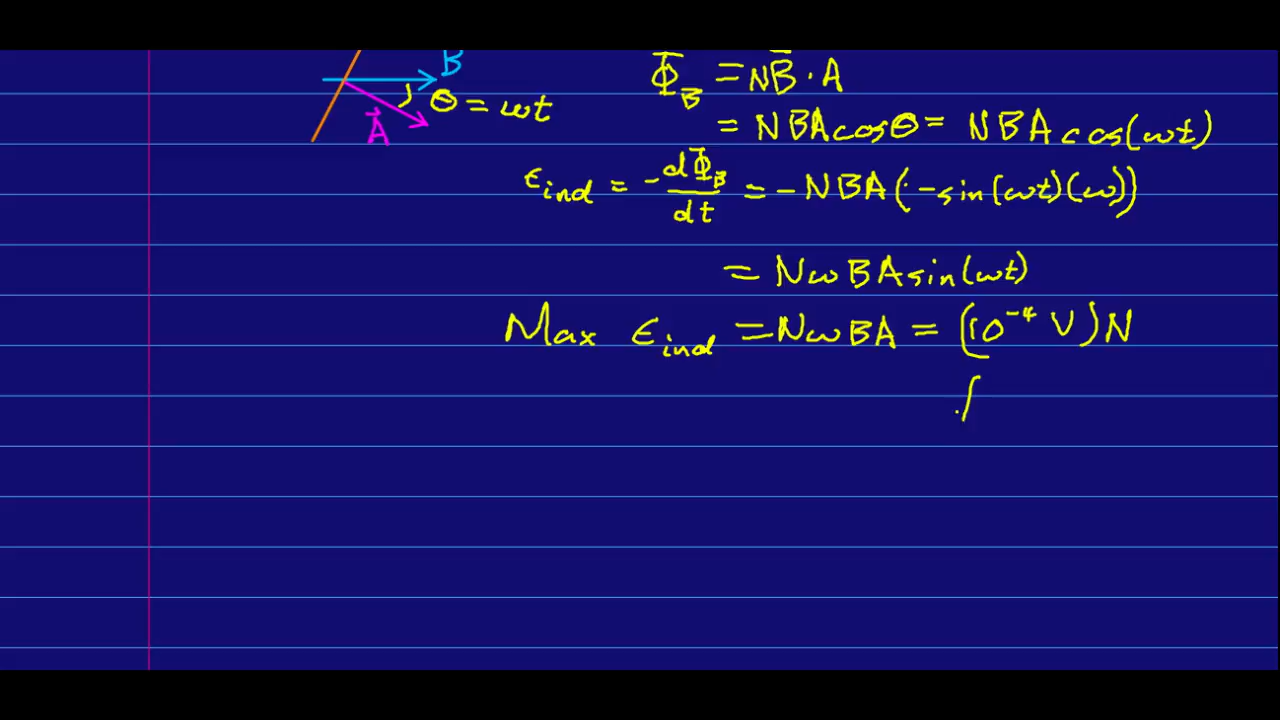 B
θ = ωt
A⃗
Φ_B = NB⃗ · A
= NBAcosθ = NBAcos(ωt)
ε_ind = -dΦ_B/dt = -NBA(-sin(ωt)(ω))
= NωBAsin(ωt)
Max ε_ind = NωBA = (10⁻⁴ V)N